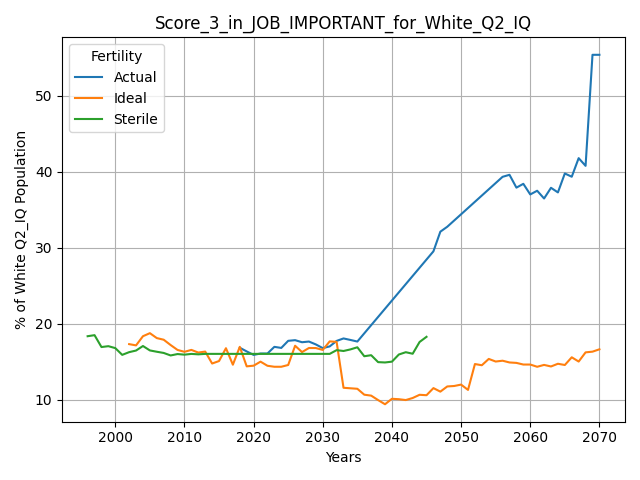 Score_3_in_JOB_IMPORTANT_for_White_Q2_IQ
Fertility
Actual
Ideal
Sterile
% of White Q2_IQ Population
50
40
30
20
10
2000 2010 2020 2030 2040 2050 2060 2070
Years